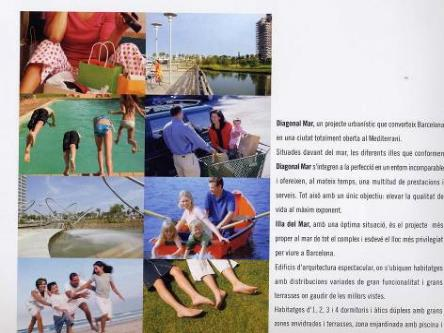 Diagonal Mar, un projecte urbanístic que converteix Barcelona
en una ciutat totalment oberta al Mediterrani.
Situades davant del mar, les diferents illes que conformen
Diagonal Mar s'integren a la perfecció en un entorn incomparable
i ofereixen, al mateix temps, una multitud de prestacions i
serveis. Tot això amb un únic objectiu: elevar la qualitat de
vida al màxim exponent.
Illa del Mar, amb una òptima situació, és el projecte més
proper al mar de tot el complex i esdevé el lloc més privilegiat
per viure a Barcelona.
Edificis d'arquitectura espectacular, on s'ubiquen habitatges
amb distribucions variades de gran funcionalitat i grans
terrasses on gaudir de les millors vistes.
Habitatges d'1, 2, 3 i 4 dormitoris i àtics dúplexs amb grans
zones envidrades i terrasses, zona enjardinada amb piscina i